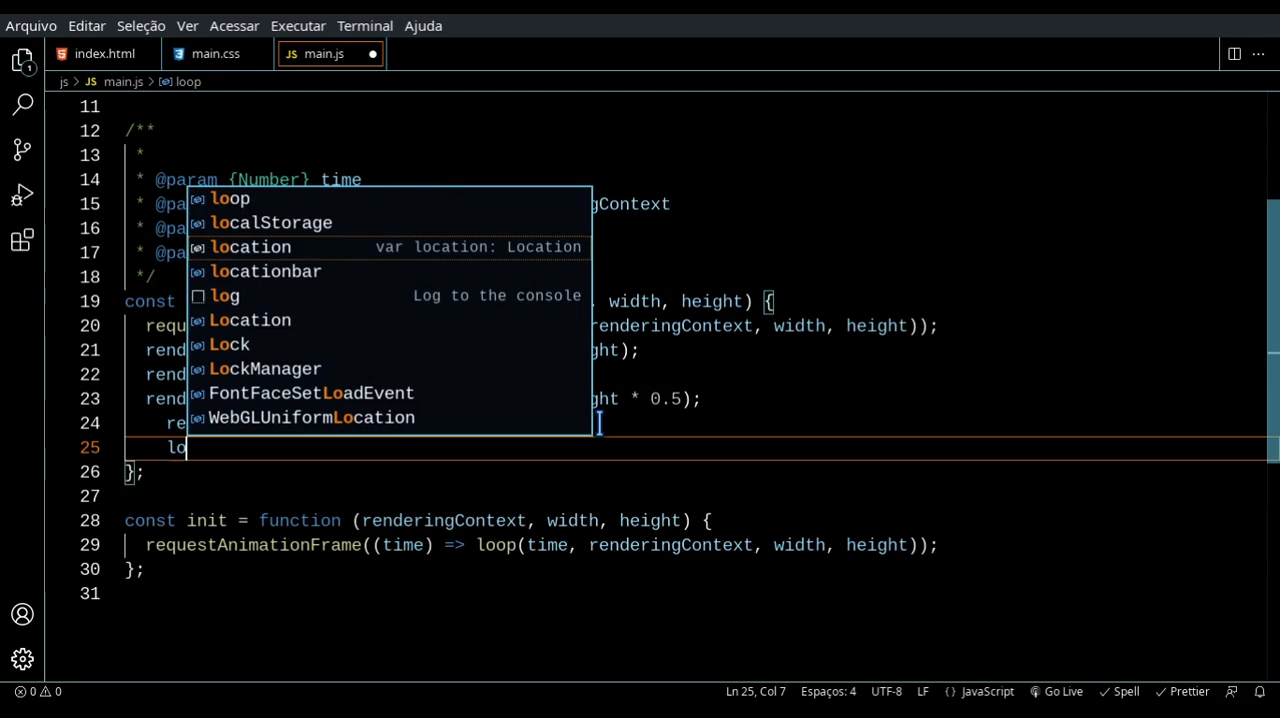 Arquivo Editar Seleção Ver Acessar Executar Terminal Ajuda
index.html main.css JS main.js
js > JS main.js > loop
1
11
12 /**
13 *
14 * @param {Number} time
15 * @pa gContext
16 * @pa
17 * @pa
18 */
19 const , width, height) {
20 requ renderingContext, width, height));
21 rend ght);
22 rend
23 rend ght * 0.5);
24 re
25 lo
26 };
27
28 const init = function (renderingContext, width, height) {
29 requestAnimationFrame((time) => loop(time, renderingContext, width, height));
30 };
31
loop
localStorage
location var location: Location
locationbar
log Log to the console
Location
Lock
LockManager
FontFaceSetLoadEvent
WebGLUniformLocation
0 0 Ln 25, Col 7 Espaços: 4 UTF-8 LF {} JavaScript Go Live Spell Prettier